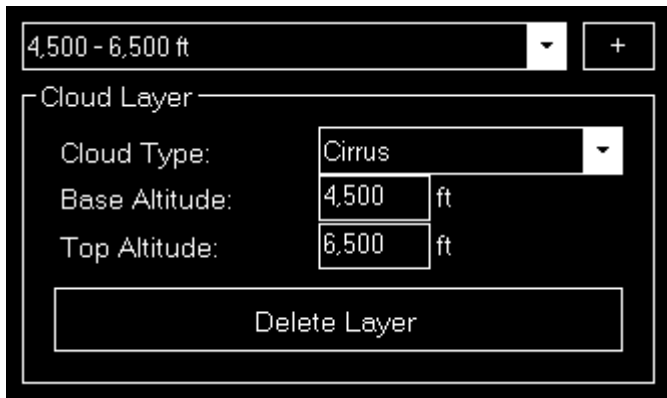 4,500 - 6,500 ft +
Cloud Layer
Cloud Type: Cirrus
Base Altitude: 4,500 ft
Top Altitude: 6,500 ft
Delete Layer